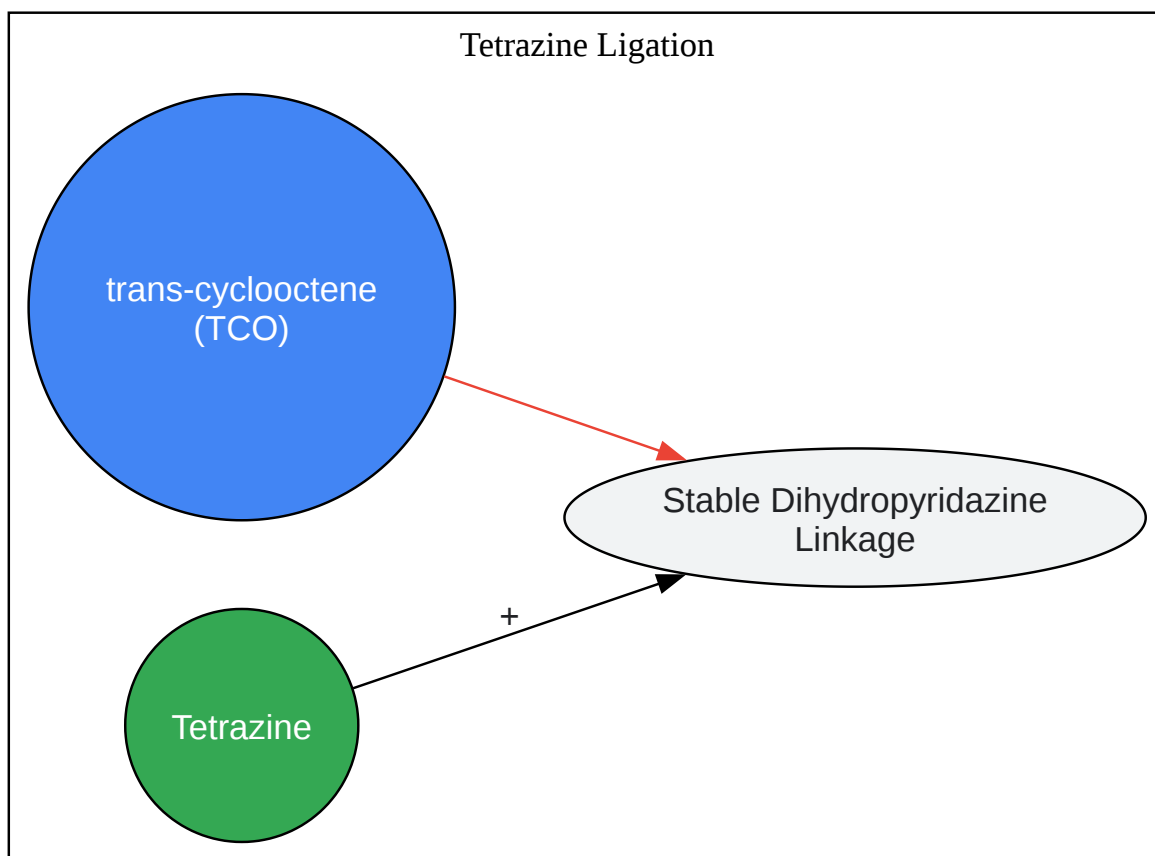 Tetrazine Ligation
trans-cyclooctene
(TCO)
Stable Dihydropyridazine
Linkage
+
Tetrazine